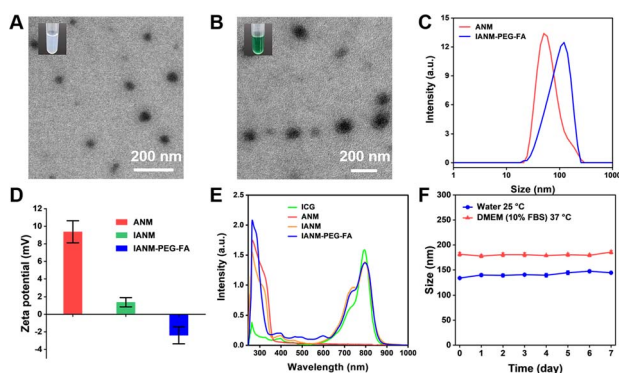 A
200 nm
B
200 nm
C
Intensity (a.u.)
15
12
9
6
3
0
ANM
IANM-PEG-FA
1 10 100 1000
Size (nm)
D
Zeta potential (mV)
12
10
8
6
4
2
0
-2
-4
ANM
IANM
IANM-PEG-FA
E
Intensity (a.u.)
2.5
2.0
1.5
1.0
0.5
0.0
ICG
ANM
IANM
IANM-PEG-FA
300 400 500 600 700 800 900 1000
Wavelength (nm)
F
Size (nm)
300
250
200
150
100
50
0
Water 25 °C
DMEM (10% FBS) 37 °C
0 1 2 3 4 5 6 7
Time (day)